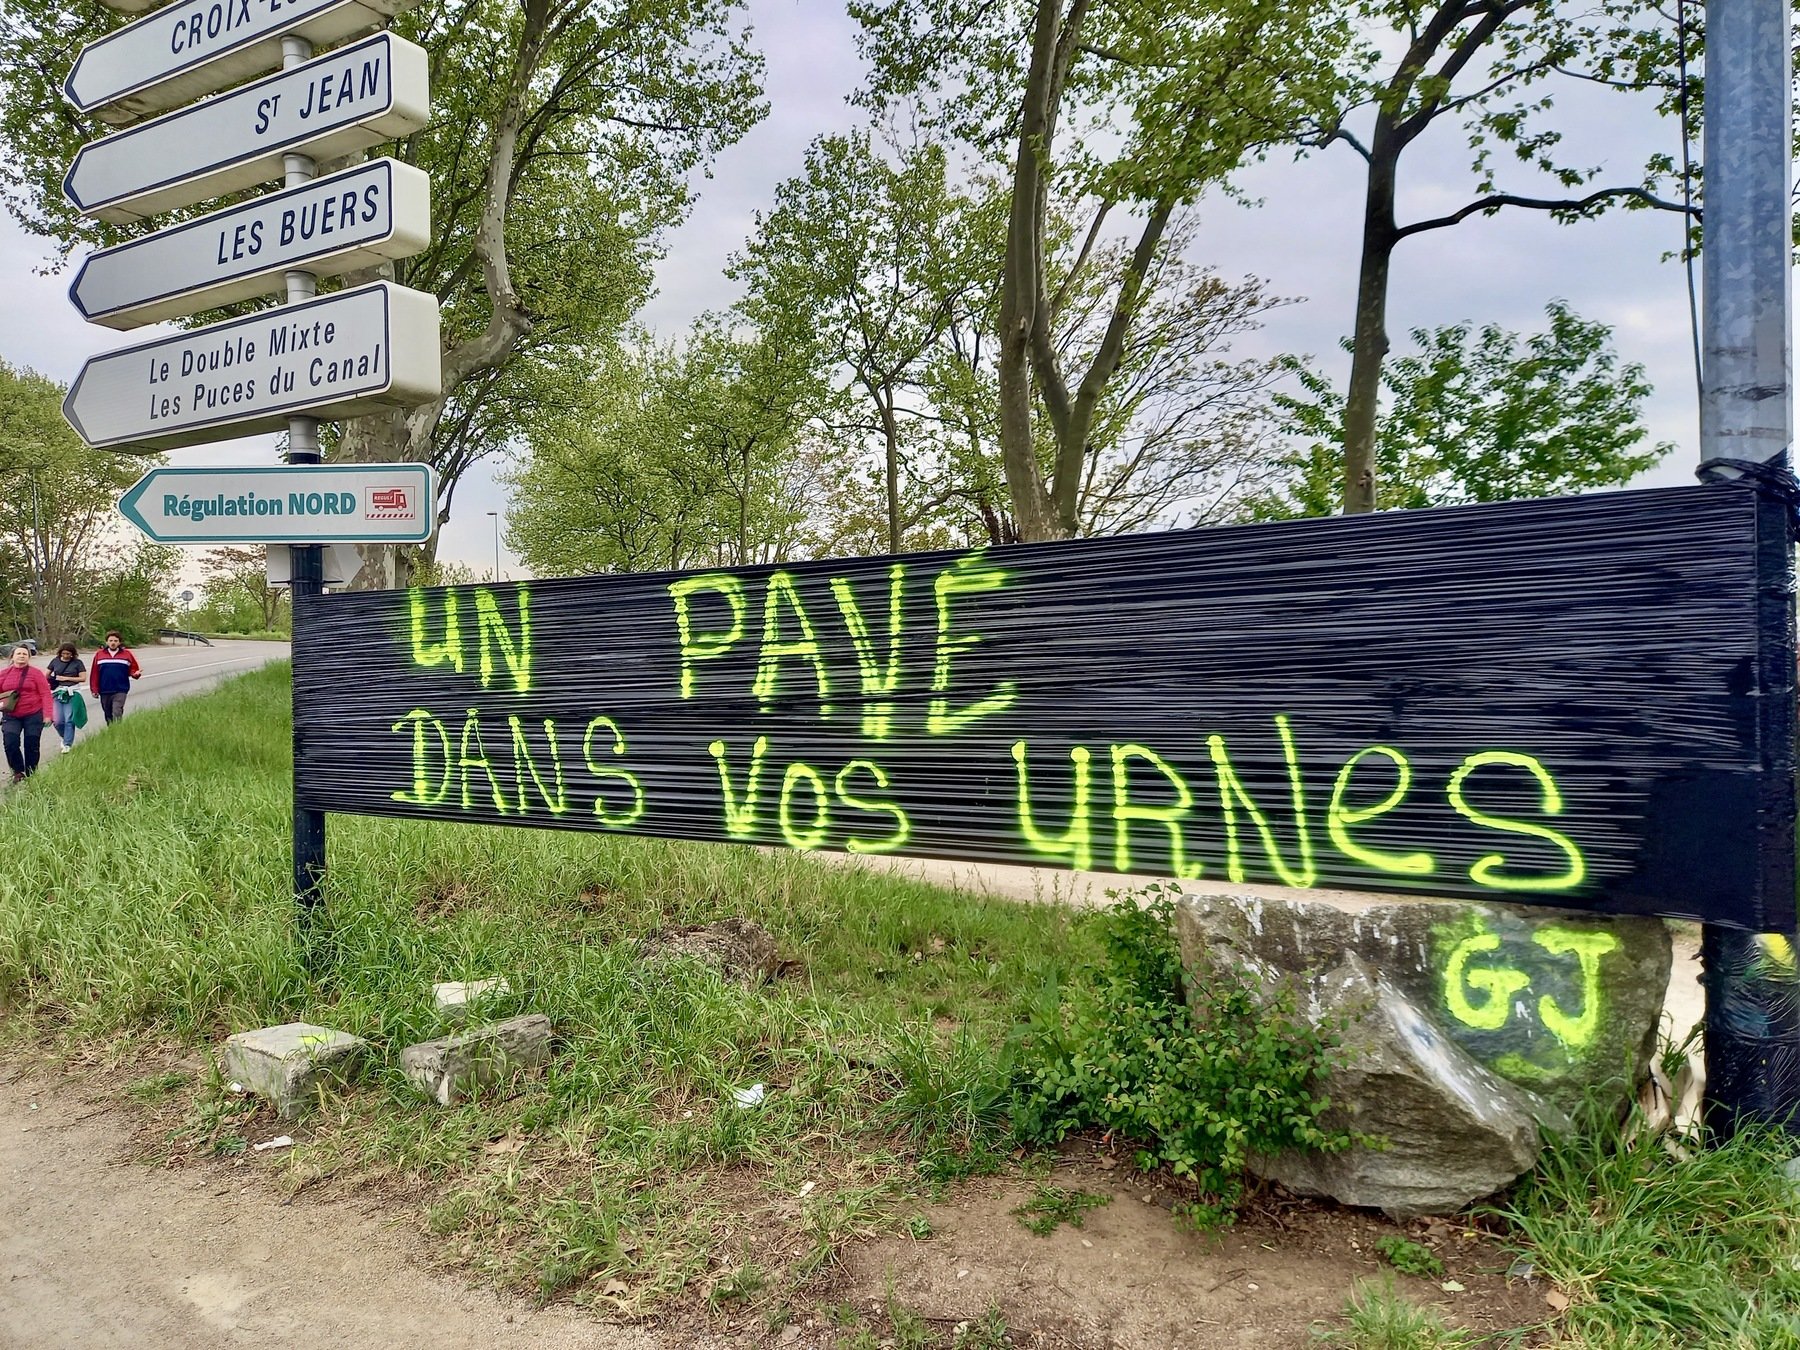 ST JEAN
LES BUERS
Le Double Mixte
Les Puces du Canal
Régulation NORD
UN PAVÉ
DANS VOS URNES
GJ